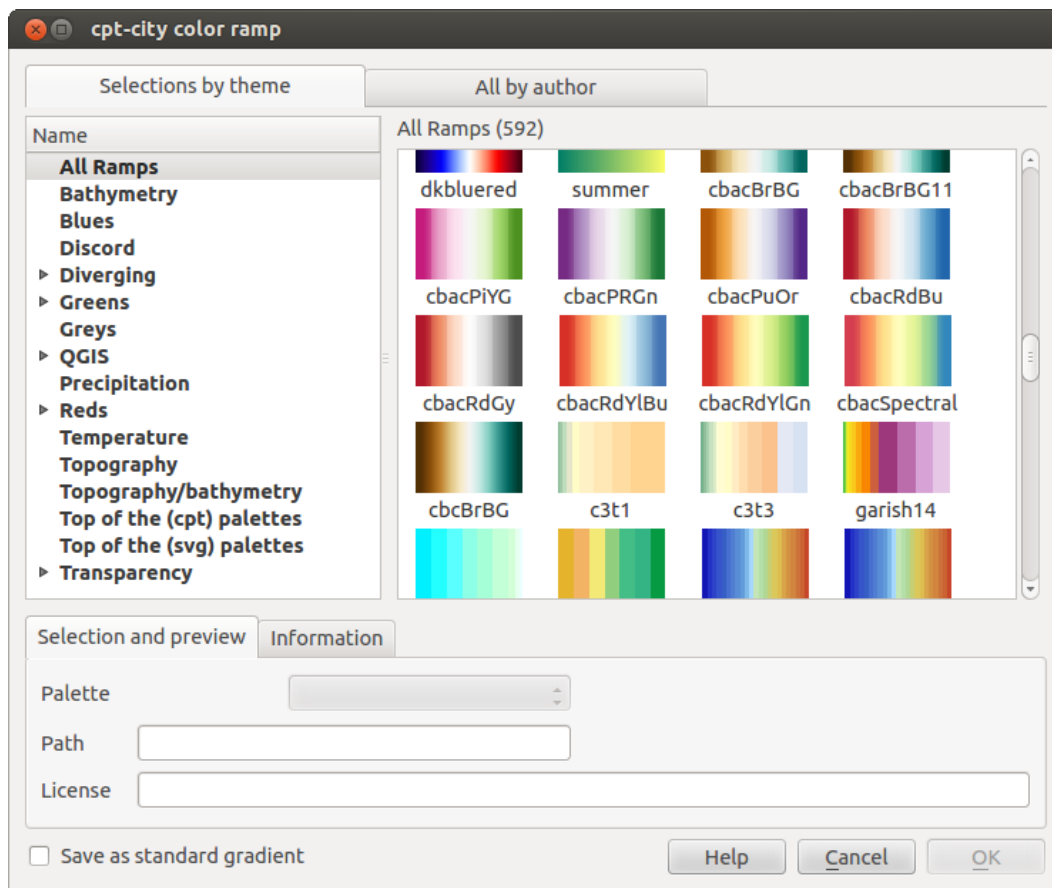 cpt-city color ramp
Selections by theme
All by author
Name
All Ramps
Bathymetry
Blues
Discord
Diverging
Greens
Greys
QGIS
Precipitation
Reds
Temperature
Topography
Topography/bathymetry
Top of the (cpt) palettes
Top of the (svg) palettes
Transparency
All Ramps (592)
dkbluered summer cbacBrBG cbacBrBG11
cbacPiYG cbacPRGn cbacPuOr cbacRdBu
cbacRdGy cbacRdYlBu cbacRdYlGn cbacSpectral
cbcBrBG c3t1 c3t3 garish14
Selection and preview
Information
Palette
Path
License
Save as standard gradient
Help
Cancel
OK